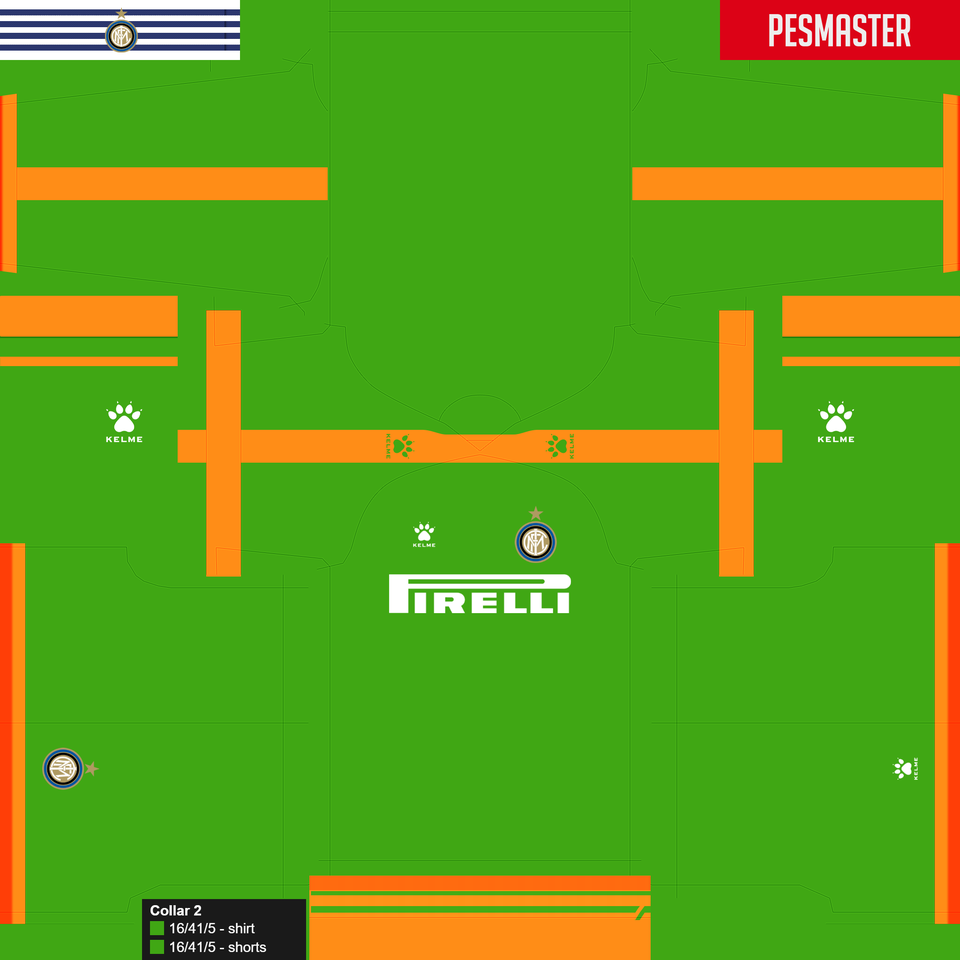 PESMASTER
KELME
KELME
KELME
KELME
KELME
PIRELLI
KELME
Collar 2
16/41/5 - shirt
16/41/5 - shorts